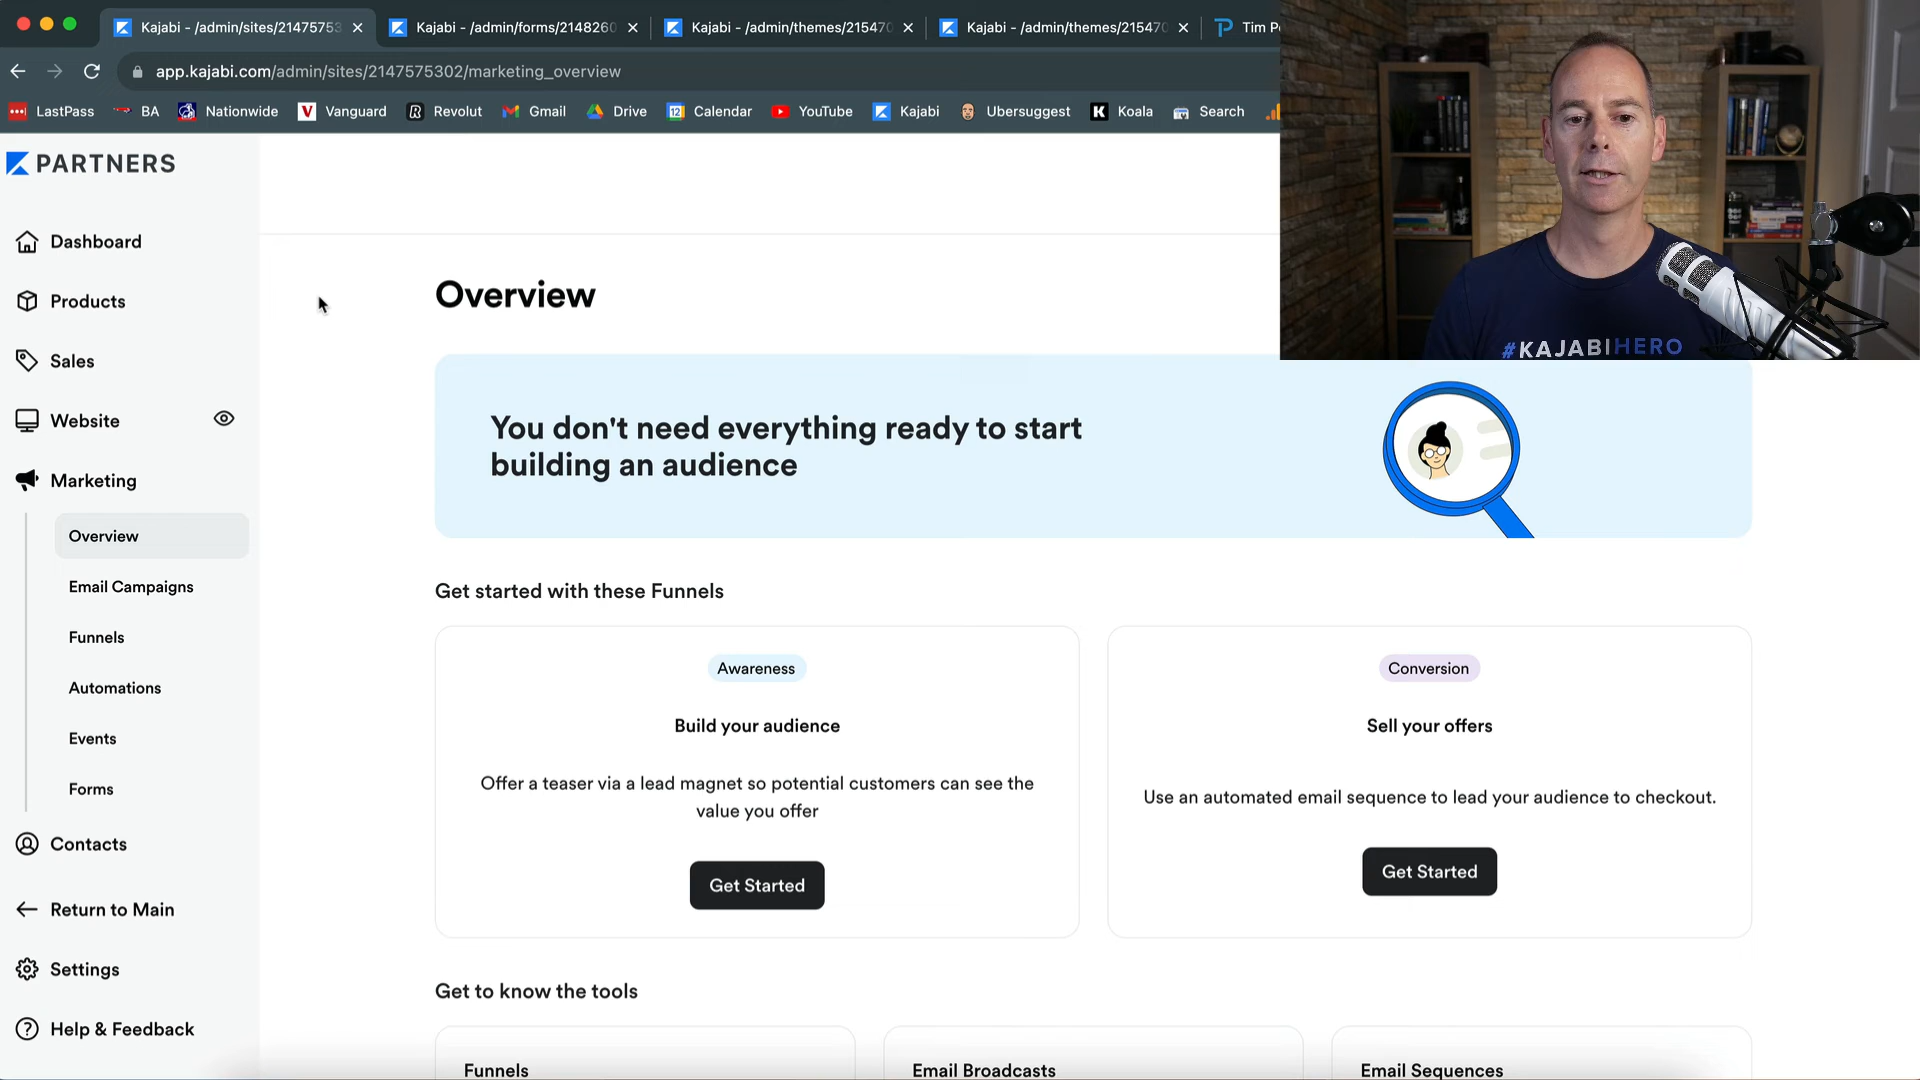 Kajabi - /admin/sites/21475753
Kajabi - /admin/forms/2148260
Kajabi - /admin/themes/215470
Kajabi - /admin/themes/215470
Tim P
app.kajabi.com/admin/sites/2147575302/marketing_overview
LastPass
BA
Nationwide
V
Vanguard
R
Revolut
Gmail
Drive
12
Calendar
YouTube
Kajabi
Ubersuggest
K
Koala
Search
PARTNERS
Dashboard
Products
Sales
Website
Marketing
Overview
Email Campaigns
Funnels
Automations
Events
Forms
Contacts
Return to Main
Settings
Help & Feedback
#KAJABIHERO
Overview
You don't need everything ready to start
building an audience
Get started with these Funnels
Awareness
Build your audience
Offer a teaser via a lead magnet so potential customers can see the
value you offer
Get Started
Conversion
Sell your offers
Use an automated email sequence to lead your audience to checkout.
Get Started
Get to know the tools
Funnels
Email Broadcasts
Email Sequences